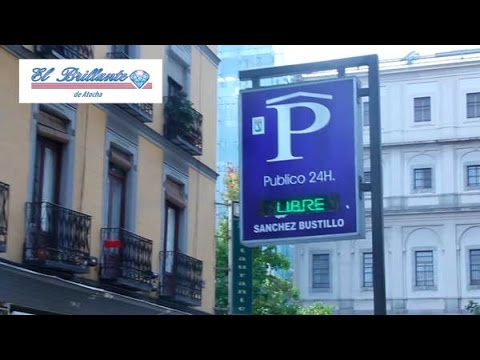 El Brillante
de Atocha
P
Publico 24H.
LIBRE
SANCHEZ BUSTILLO